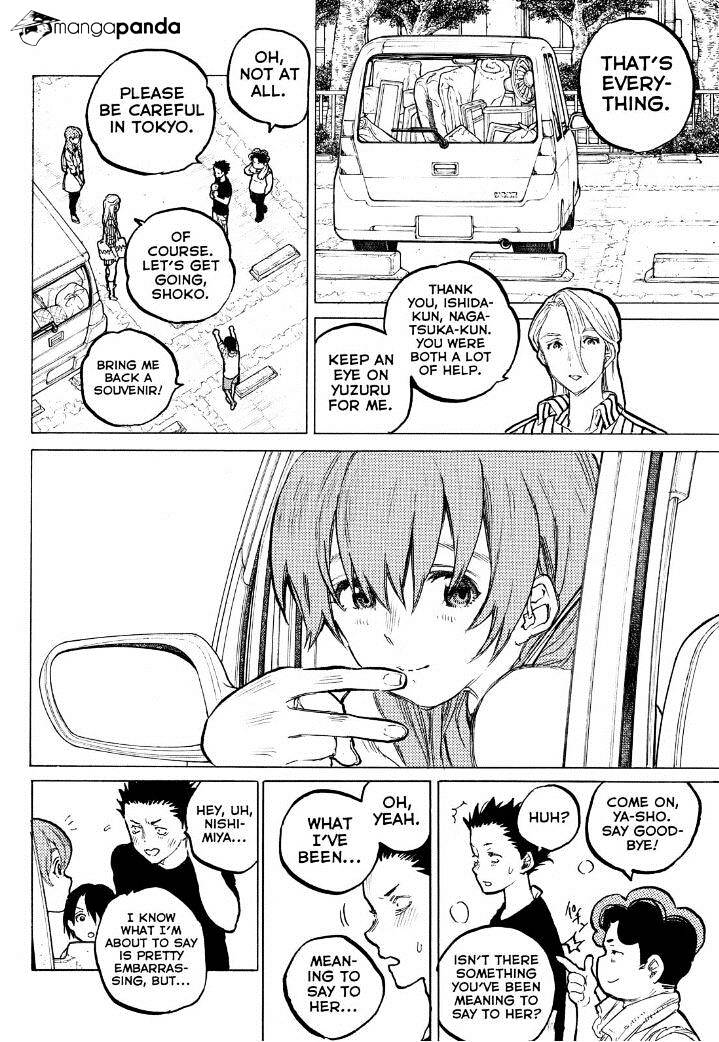 mangapanda
THAT'S
EVERY-
THING.
OH,
NOT AT
ALL.
PLEASE
BE CAREFUL
IN TOKYO.
OF
COURSE.
LET'S GET
GOING,
SHOKO.
BRING ME
BACK A
SOUVENIR!
THANK
YOU, ISHIDA-
KUN, NAGA-
TSUKA-KUN.
YOU WERE
BOTH A LOT
OF HELP.
KEEP AN
EYE ON
YUZURU
FOR ME.
COME ON,
YA-SHO.
SAY GOOD-
BYE!
HUH?
ISN'T THERE
SOMETHING
YOU'VE BEEN
MEANING TO
SAY TO HER?
OH,
YEAH.
WHAT
I'VE
BEEN...
MEAN-
ING TO
SAY TO
HER...
HEY, UH,
NISHI-
MIYA...
I KNOW
WHAT I'M
ABOUT TO SAY
IS PRETTY
EMBARRAS-
SING, BUT...